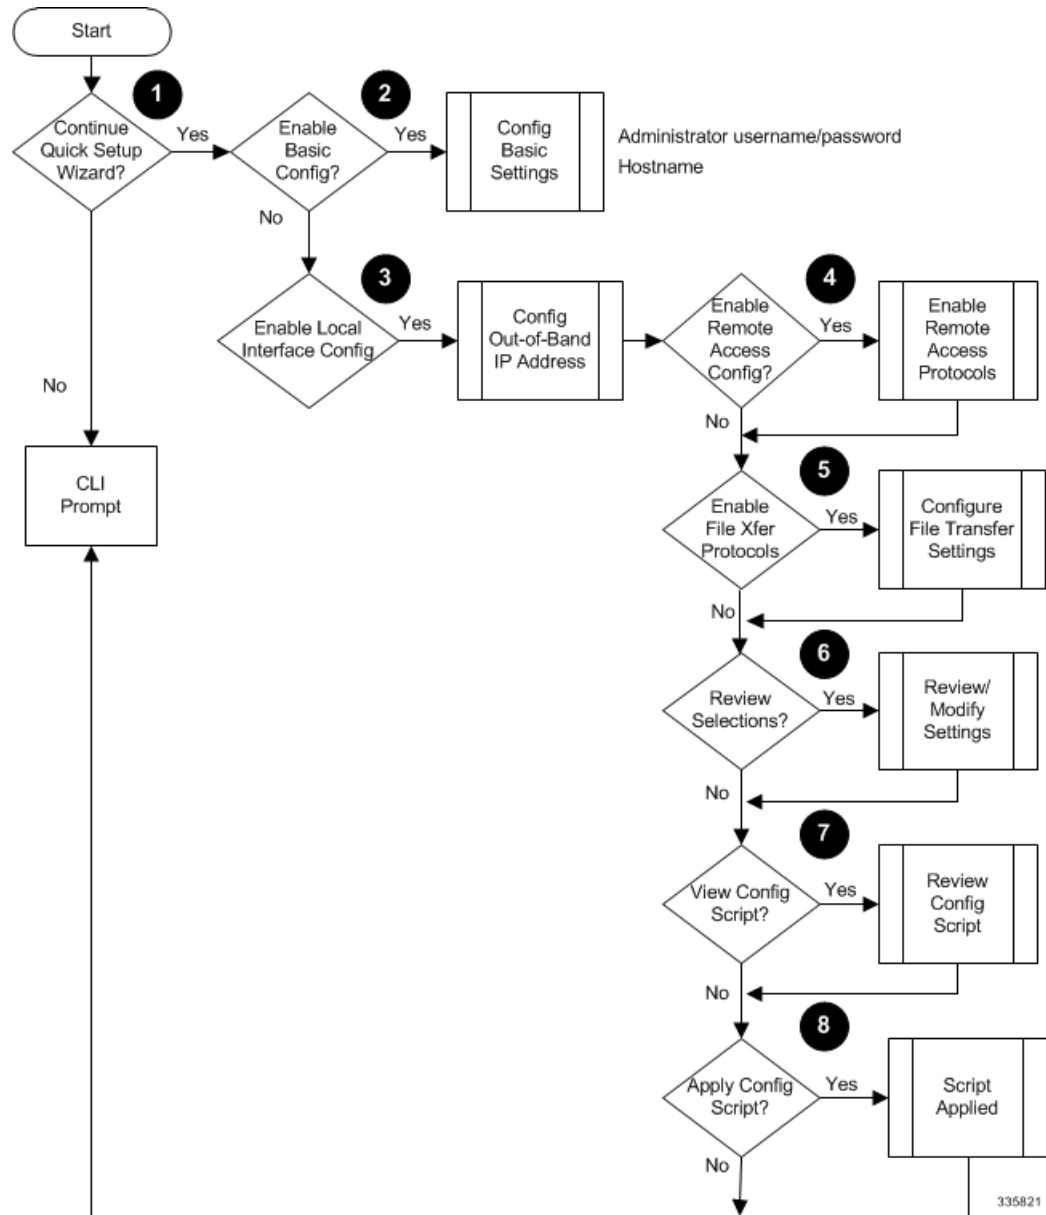 Start
1
Continue
Quick Setup
Wizard?
Yes
2
Enable
Basic
Config?
Yes
Config
Basic
Settings
Administrator username/password
Hostname
No
No
3
Enable Local
Interface Config
Yes
Config
Out-of-Band
IP Address
4
Enable
Remote
Access
Config?
Yes
Enable
Remote
Access
Protocols
No
CLI
Prompt
5
Enable
File Xfer
Protocols
Yes
Configure
File Transfer
Settings
No
6
Review
Selections?
Yes
Review/
Modify
Settings
No
7
View Config
Script?
Yes
Review
Config
Script
No
8
Apply Config
Script?
Yes
Script
Applied
No
335821